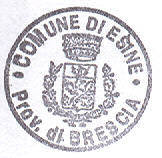 COMUNE DI ESINE
Prov. di BRESCIA